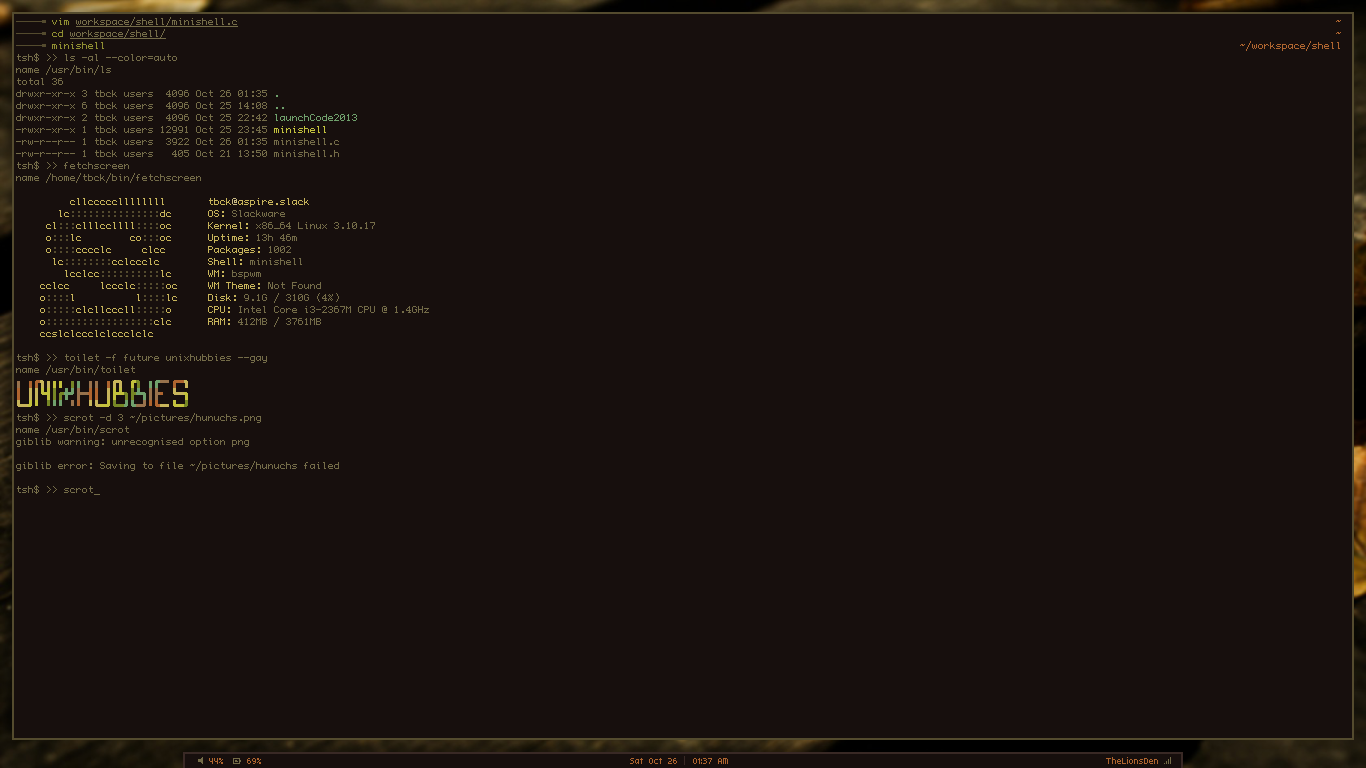 vim workspace/shell/minishell.c ~
cd workspace/shell/ ~
minishell ~/workspace/shell
tsh$ >> ls -al --color=auto
name /usr/bin/ls
total 36
drwxr-xr-x 3 tbck users  4096 Oct 26 01:35 .
drwxr-xr-x 6 tbck users  4096 Oct 25 14:08 ..
drwxr-xr-x 2 tbck users  4096 Oct 25 22:42 launchCode2013
-rwxr-xr-x 1 tbck users 12991 Oct 25 23:45 minishell
-rw-r--r-- 1 tbck users  3922 Oct 26 01:35 minishell.c
-rw-r--r-- 1 tbck users   405 Oct 21 13:50 minishell.h
tsh$ >> fetchscreen
name /home/tbck/bin/fetchscreen
cllcccccllllllll tbck@aspire.slack
lc:::::::::::::::dc OS: Slackware
cl:::clllccllll::::oc Kernel: x86_64 Linux 3.10.17
o:::lc co:::oc Uptime: 13h 46m
o::::cccclc clcc Packages: 1002
lc::::::::cclccclc Shell: minishell
lcclcc::::::::::lc WM: bspwm
cclcc lccclc:::::oc WM Theme: Not Found
o::::l l::::lc Disk: 9.1G / 310G (4%)
o:::::clcllcccll:::::o CPU: Intel Core i3-2367M CPU @ 1.4GHz
o::::::::::::::::::clc RAM: 412MB / 3761MB
ccslclccclclccclclc
tsh$ >> toilet -f future unixhubbies --gay
name /usr/bin/toilet
UNIXHUBBIES
tsh$ >> scrot -d 3 ~/pictures/hunuchs.png
name /usr/bin/scrot
giblib warning: unrecognised option png
giblib error: Saving to file ~/pictures/hunuchs failed
tsh$ >> scrot_
44% 69% Sat Oct 26 | 01:37 AM TheLionsDen